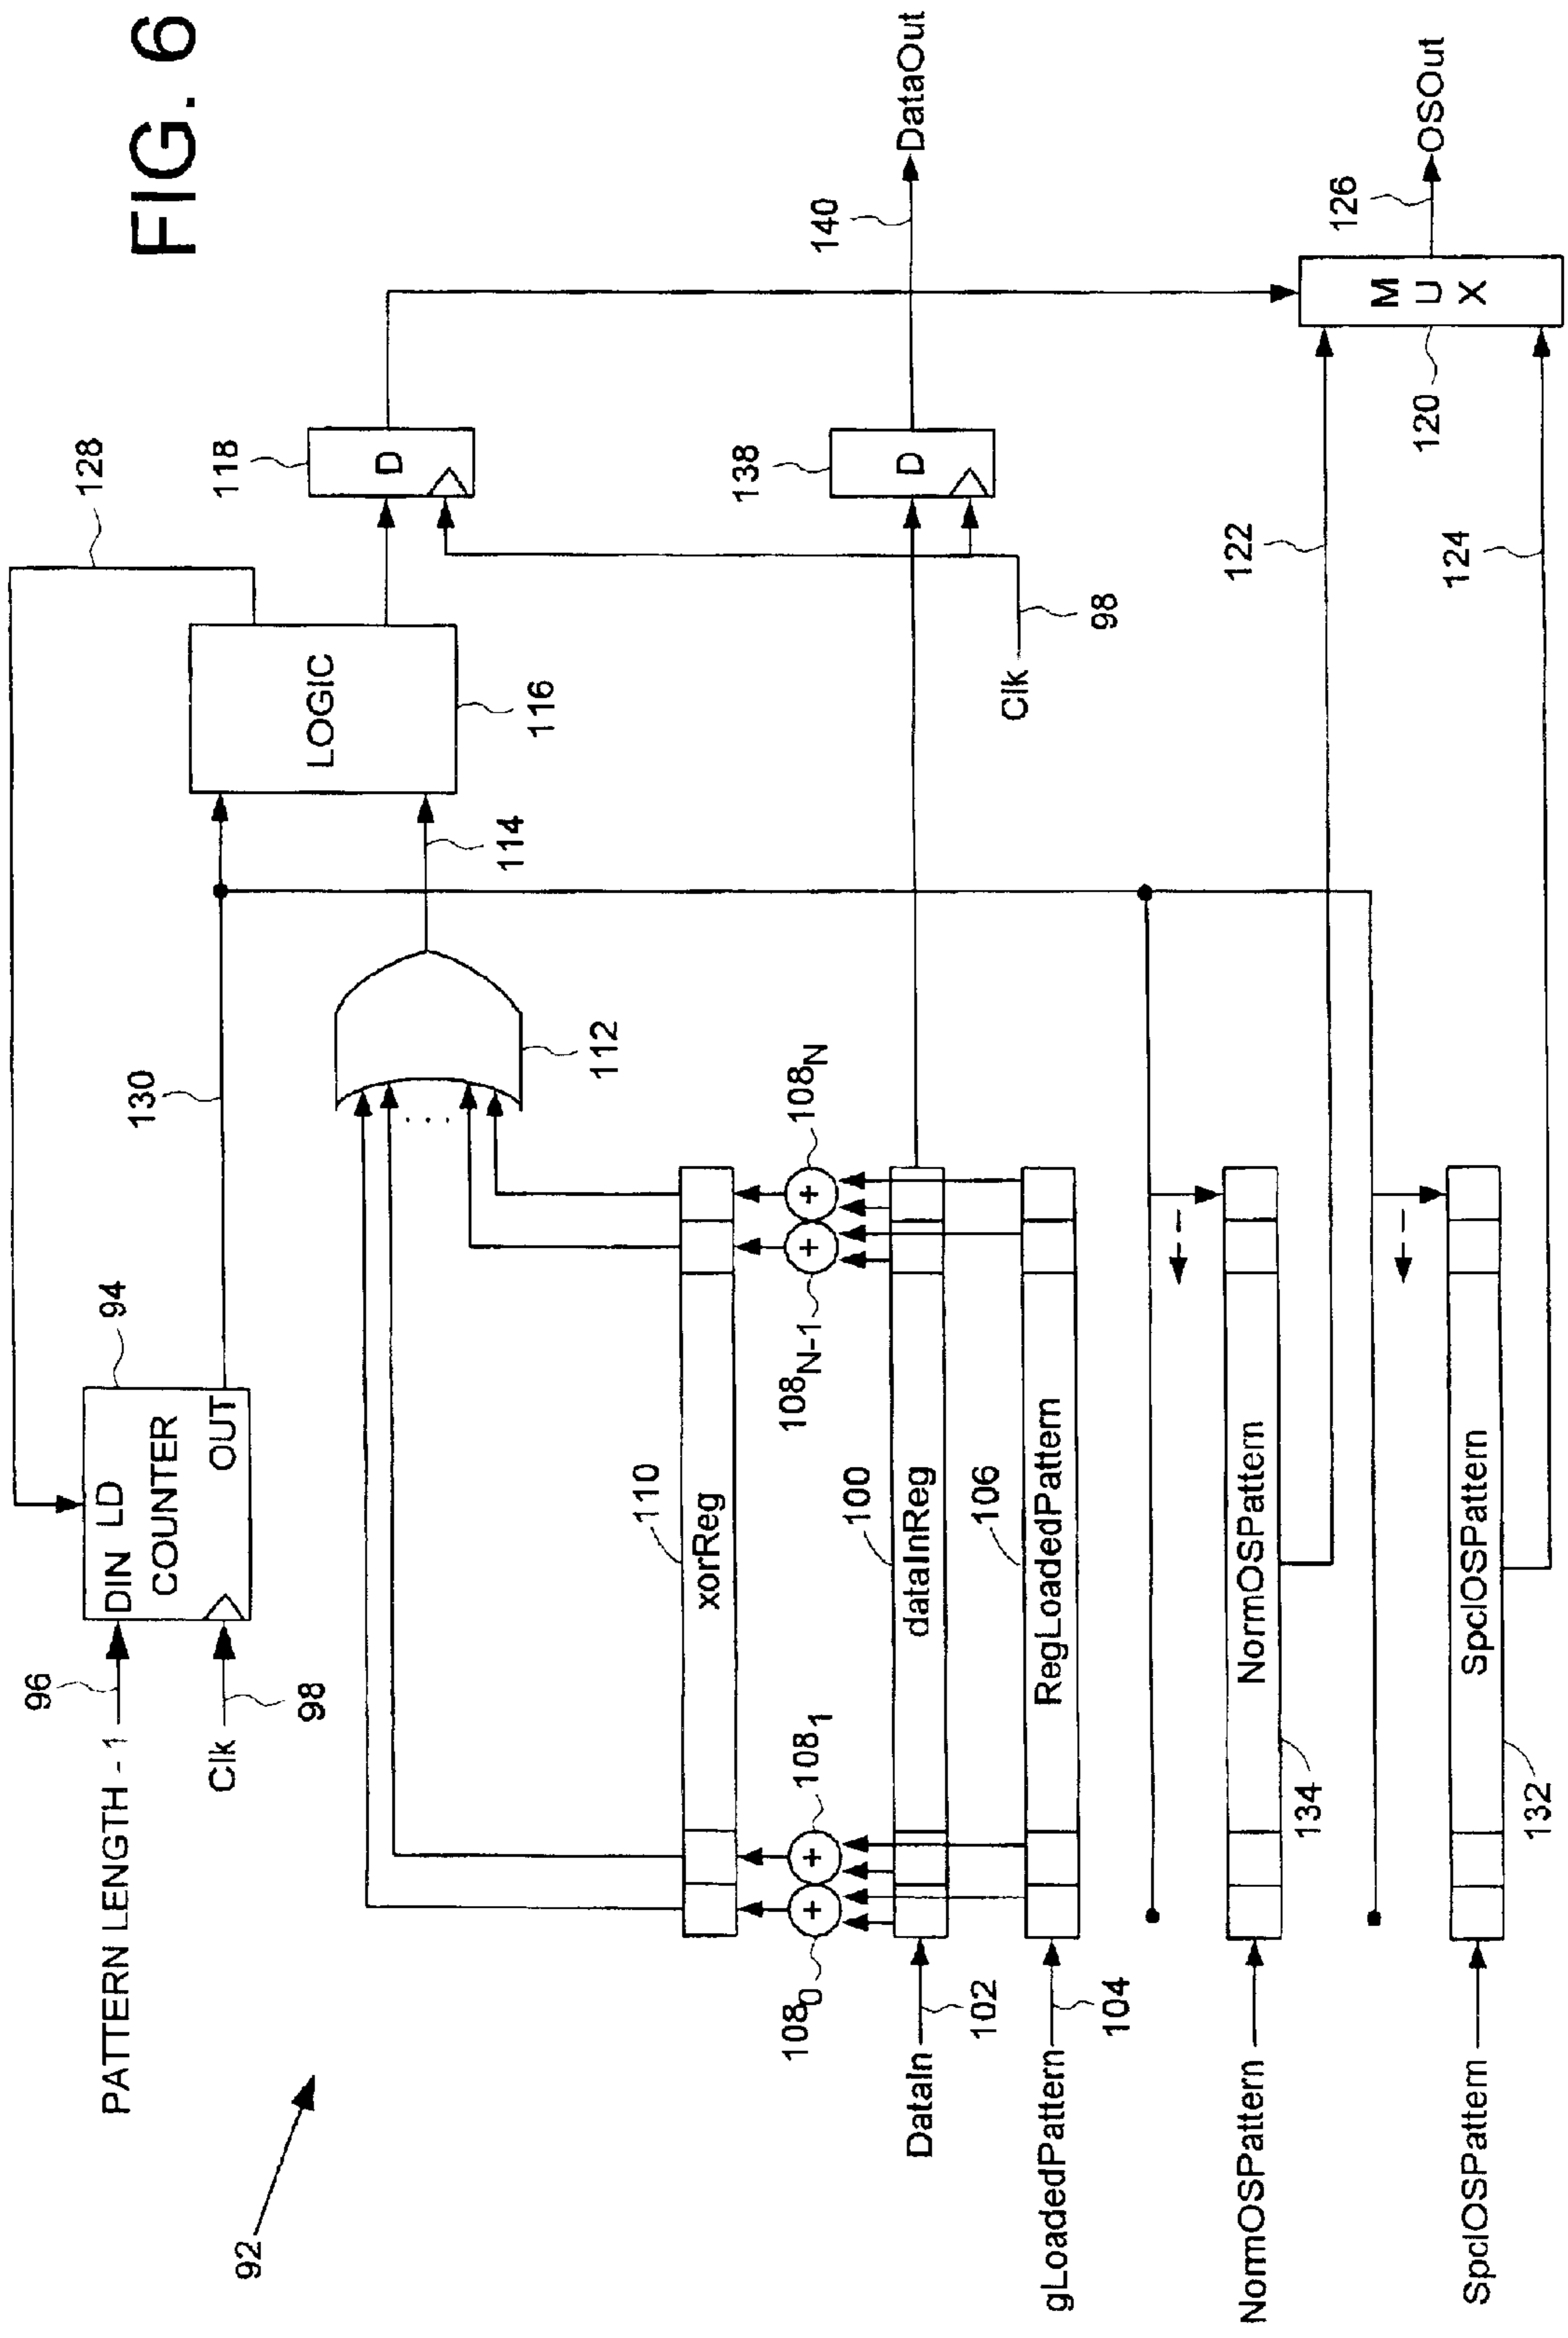 FIG. 6
92
PATTERN LENGTH - 1
96
Clk
98
DIN LD
COUNTER
OUT
94
130
128
LOGIC
116
114
112
D
118
D
138
Clk
98
140
DataOut
xorReg
110
108₀
108₁
108N-1
108N
DataIn
102
dataInReg
100
gLoadedPattern
104
RegLoadedPattern
106
NormOSPattern
NormOSPattern
134
122
SpclOSPattern
SpclOSPattern
132
124
M
U
X
120
126
OSOut